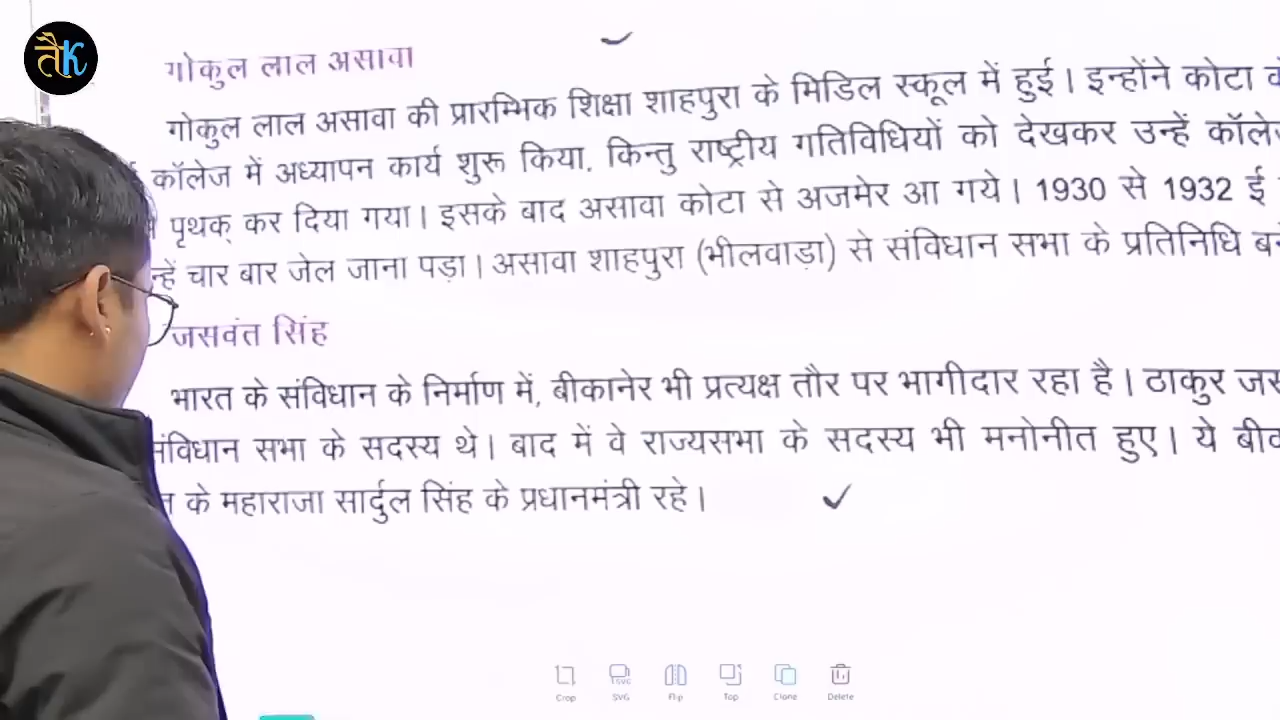 तैK
गोकुल लाल असावा
गोकुल लाल असावा की प्रारम्भिक शिक्षा शाहपुरा के मिडिल स्कूल में हुई। इन्होंने कोटा
कॉलेज में अध्यापन कार्य शुरू किया, किन्तु राष्ट्रीय गतिविधियों को देखकर उन्हें
पृथक् कर दिया गया। इसके बाद असावा कोटा से अजमेर आ गये। 1930 से 1932 ई
चार बार जेल जाना पड़ा। असावा शाहपुरा (भीलवाड़ा) से संविधान सभा के प्रतिनिधि
जसवंत सिंह
भारत के संविधान के निर्माण में, बीकानेर भी प्रत्यक्ष तौर पर भागीदार रहा है। ठाकुर
संविधान सभा के सदस्य थे। बाद में वे राज्यसभा के सदस्य भी मनोनीत हुए। ये
के महाराजा सार्दुल सिंह के प्रधानमंत्री रहे।
Crop SVG Flip Top Clone Delete